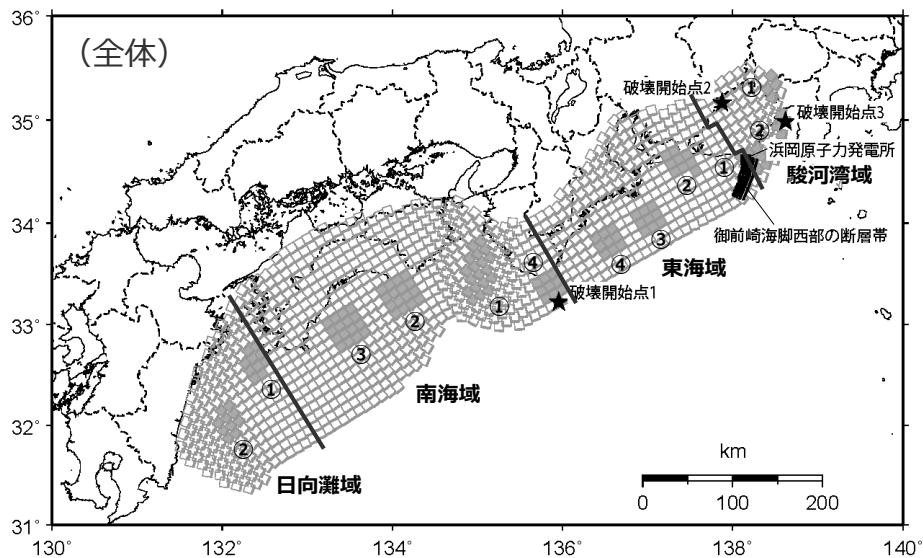 36°
(全体)
破壊開始点2
①
35°
破壊開始点3
②
浜岡原子力発電所
①
②
駿河湾域
34°
御前崎海脚西部の断層帯
③
④
④
東海域
破壊開始点1
①
②
33°
③
①
南海域
32°
②
km
日向灘域
0 100 200
31°
130° 132° 134° 136° 138° 140°